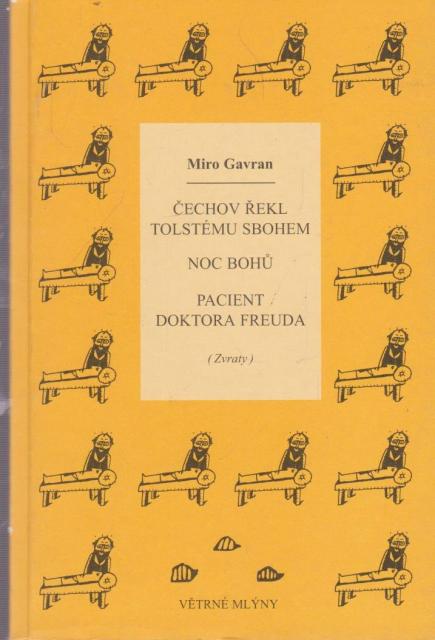 Miro Gavran
ČECHOV ŘEKL
TOLSTÉMU SBOHEM
NOC BOHŮ
PACIENT
DOKTORA FREUDA
( Zvraty )
VĚTRNÉ MLÝNY